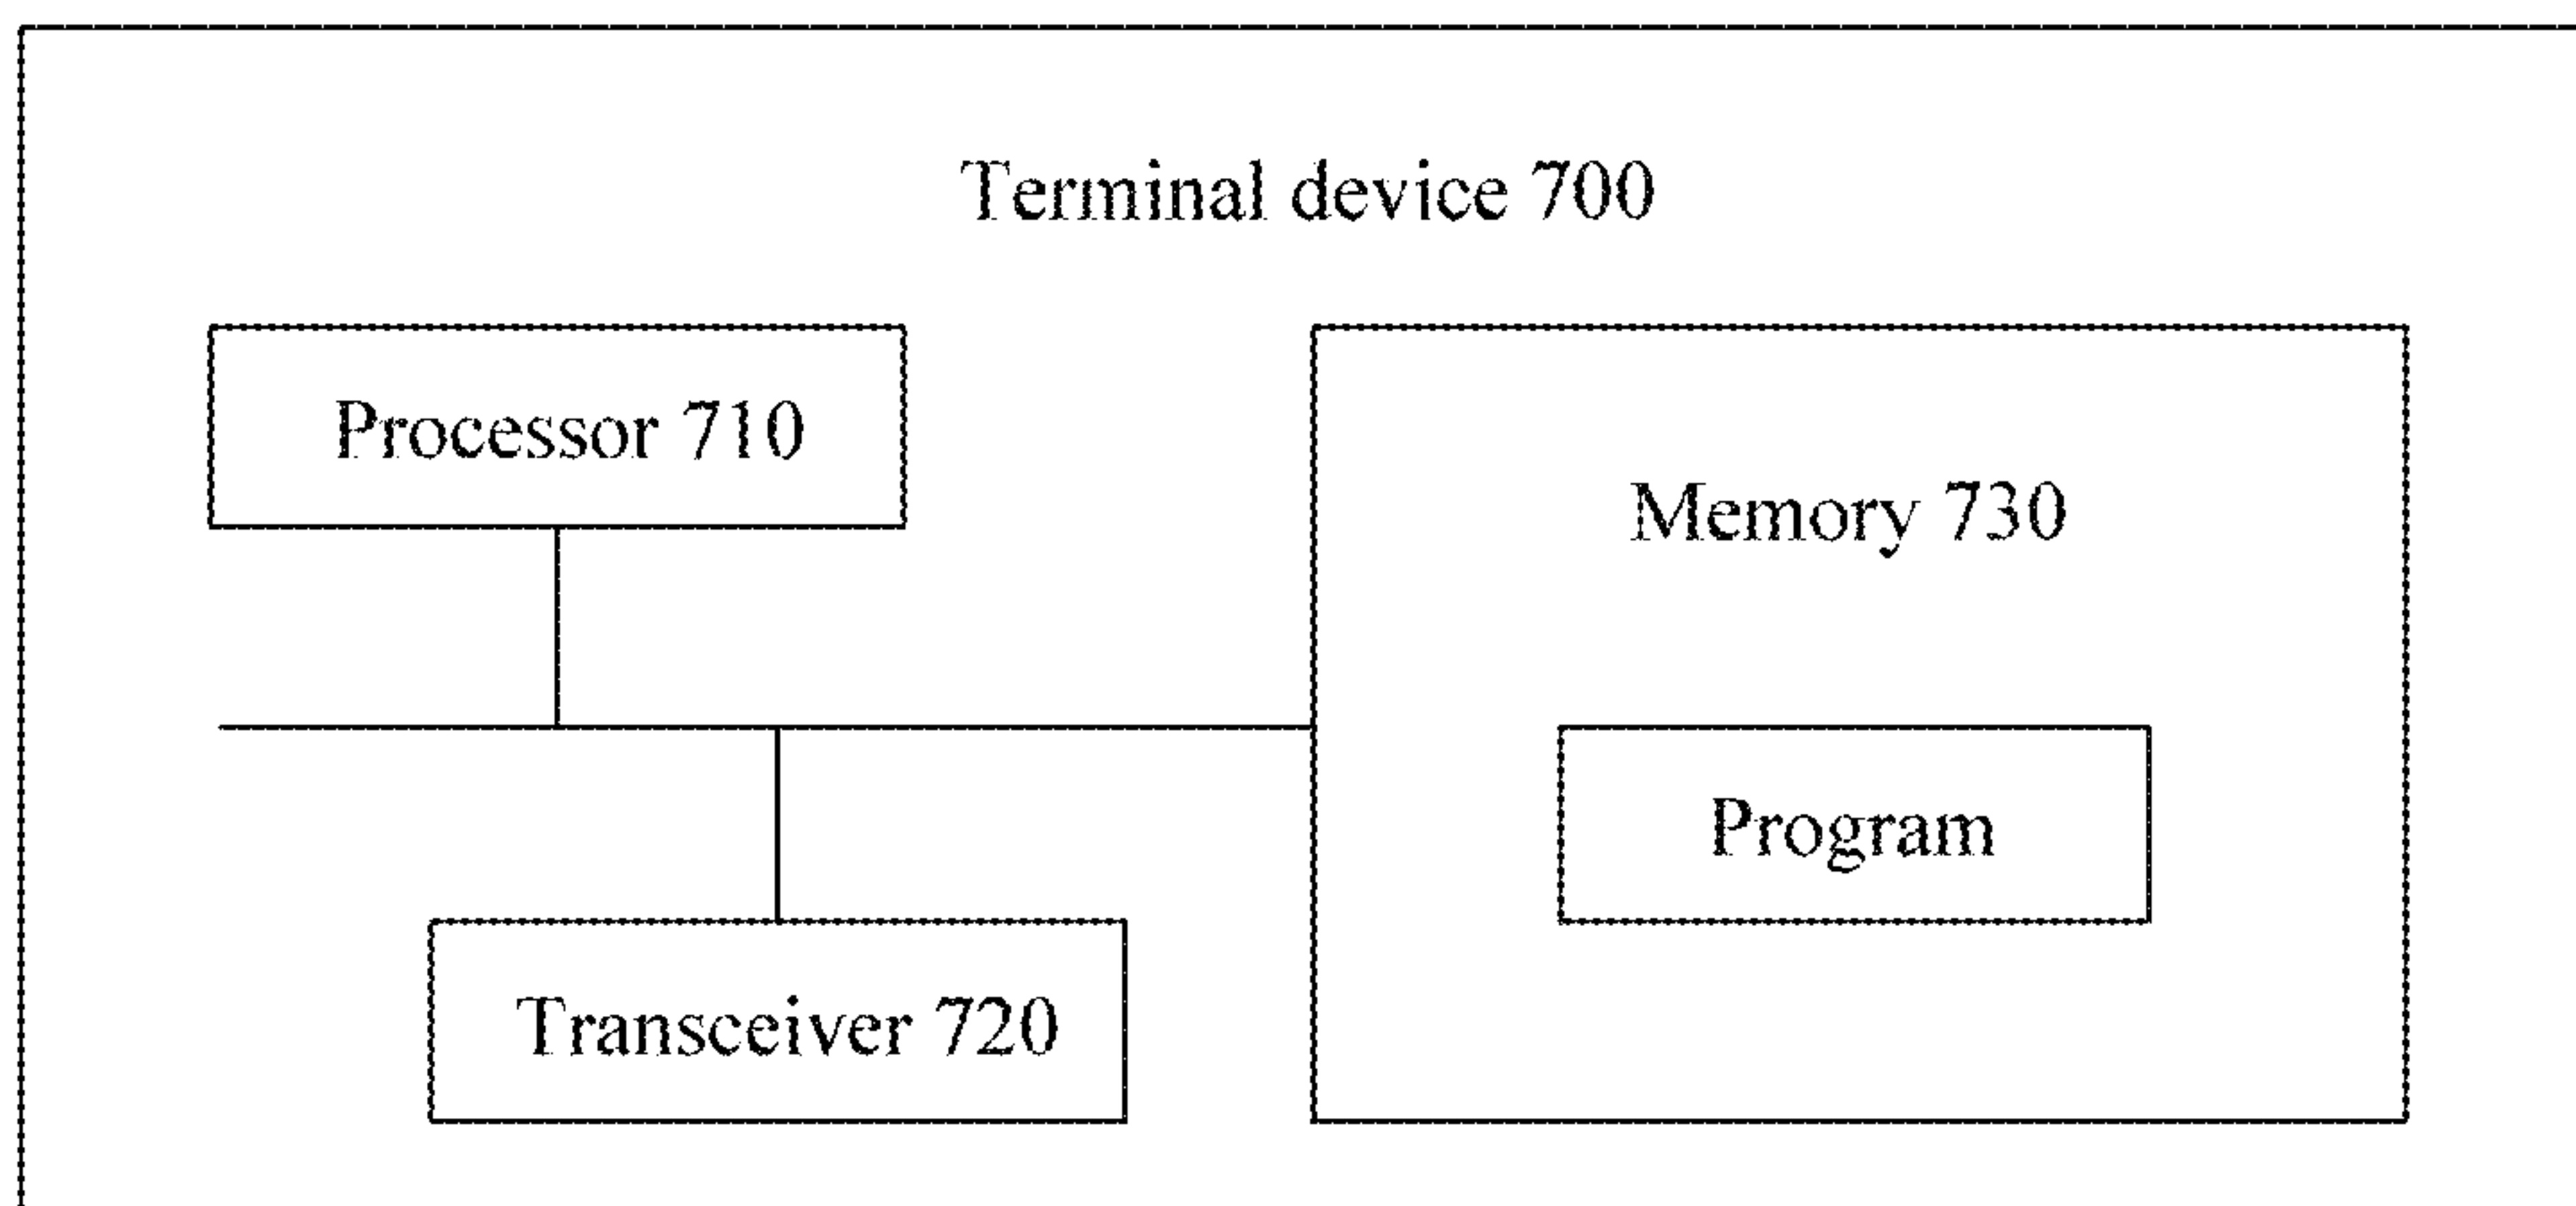 Terminal device 700
Processor 710
Memory 730
Program
Transceiver 720